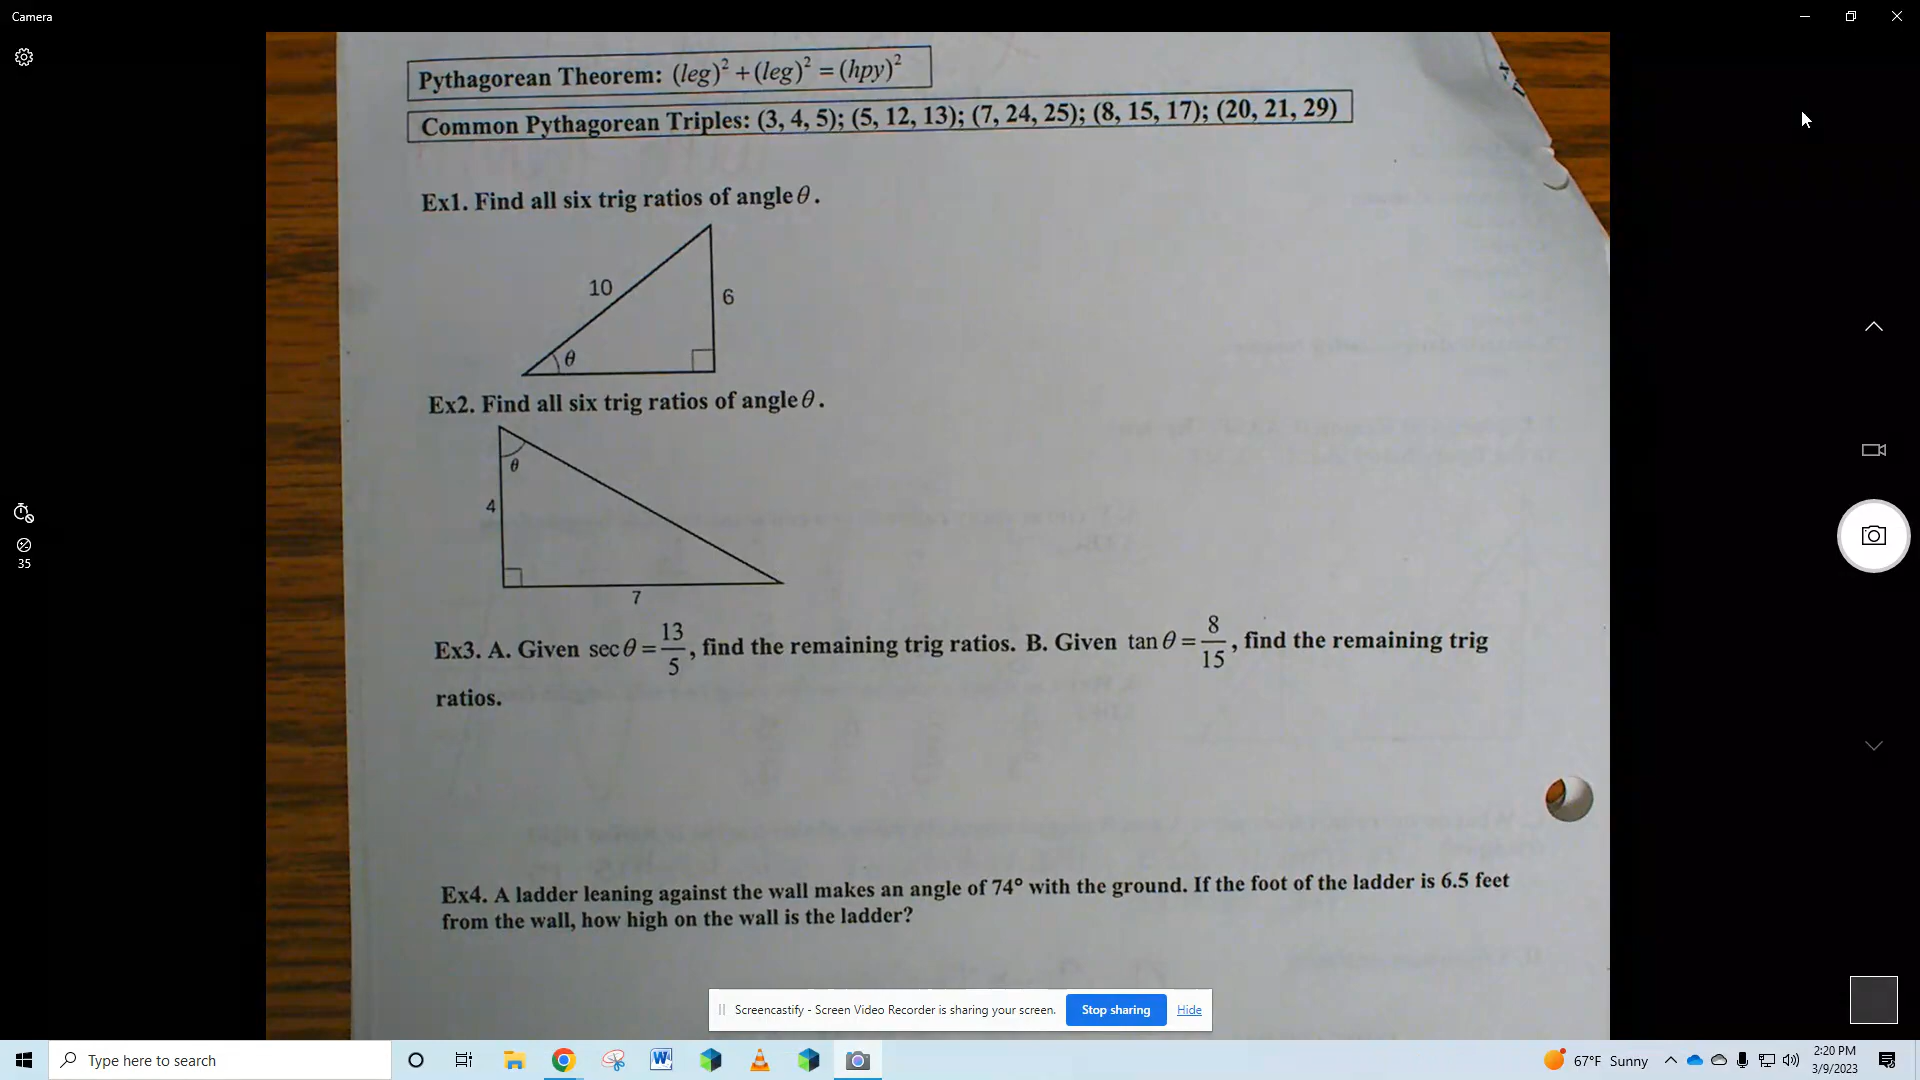 Camera
Pythagorean Theorem: (leg)² + (leg)² = (hpy)²
Common Pythagorean Triples: (3, 4, 5); (5, 12, 13); (7, 24, 25); (8, 15, 17); (20, 21, 29)
Ex1. Find all six trig ratios of angle θ.
10
6
θ
Ex2. Find all six trig ratios of angle θ.
θ
4
7
Ex3. A. Given sec θ = 13/5, find the remaining trig ratios. B. Given tan θ = 8/15, find the remaining trig
ratios.
35
Ex4. A ladder leaning against the wall makes an angle of 74° with the ground. If the foot of the ladder is 6.5 feet
from the wall, how high on the wall is the ladder?
Screencastify - Screen Video Recorder is sharing your screen. Stop sharing Hide
Type here to search
67°F Sunny
2:20 PM
3/9/2023